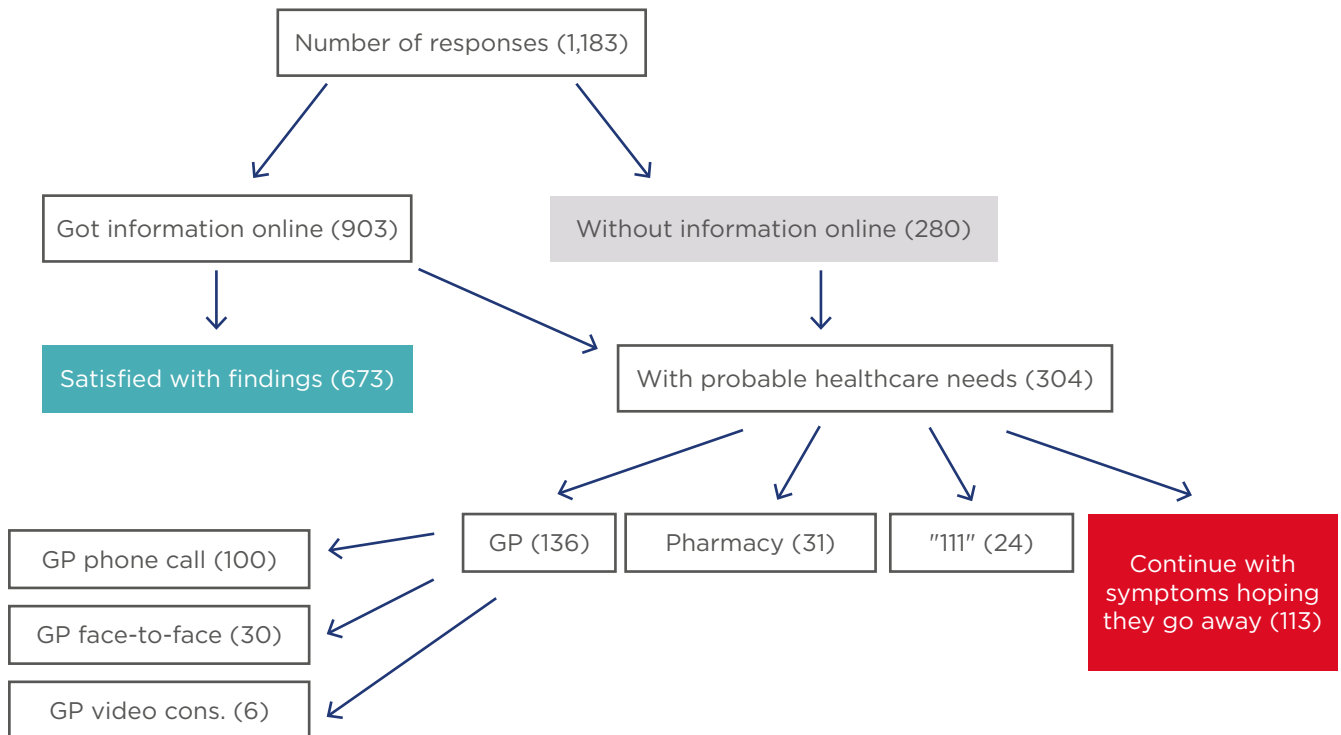 Number of responses (1,183)
Got information online (903)
Without information online (280)
Satisfied with findings (673)
With probable healthcare needs (304)
GP (136)
Pharmacy (31)
"111" (24)
Continue with
symptoms hoping
they go away (113)
GP phone call (100)
GP face-to-face (30)
GP video cons. (6)